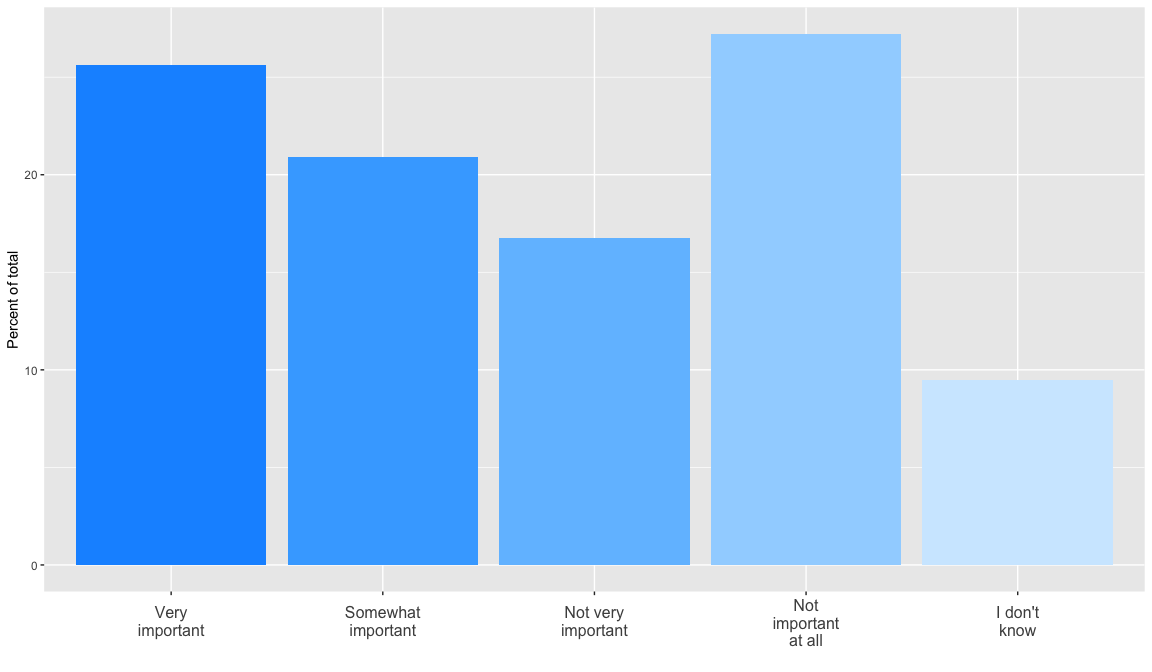 Percent of total
20
10
0
Very
important
Somewhat
important
Not very
important
Not
important
at all
I don't
know